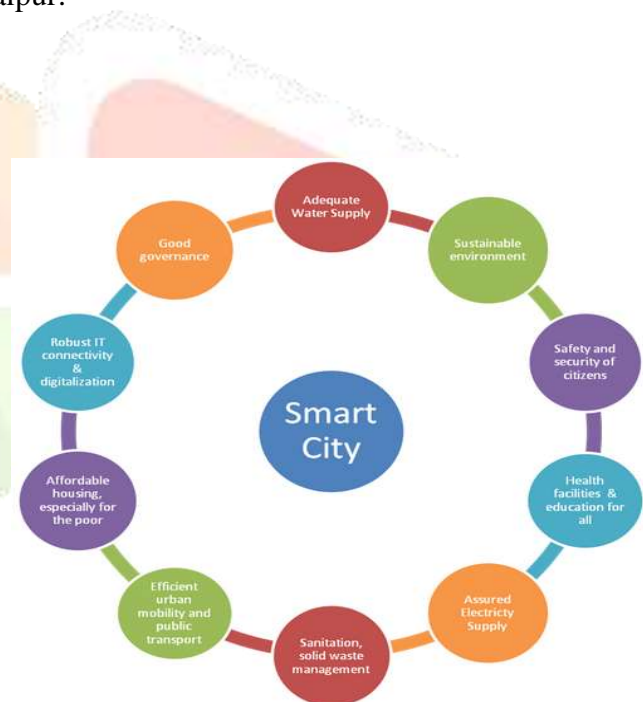 Adequate
Water Supply
Sustainable
environment
Safety and
security of
citizens
Health
facilities &
education for
all
Assured
Electricty
Supply
Sanitation,
solid waste
management
Efficient
urban
mobility and
public
transport
Affordable
housing,
especially for
the poor
Robust IT
connectivity
&
digitalization
Good
governance
Smart
City